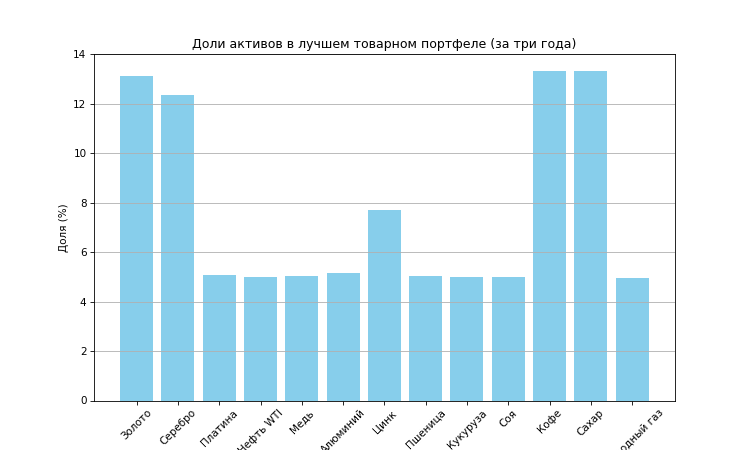 Доли активов в лучшем товарном портфеле (за три года)
Доля (%)
14
12
10
8
6
4
2
0
Золото
Серебро
Платина
Нефть WTI
Медь
Алюминий
Цинк
Пшеница
Кукуруза
Соя
Кофе
Сахар
газ